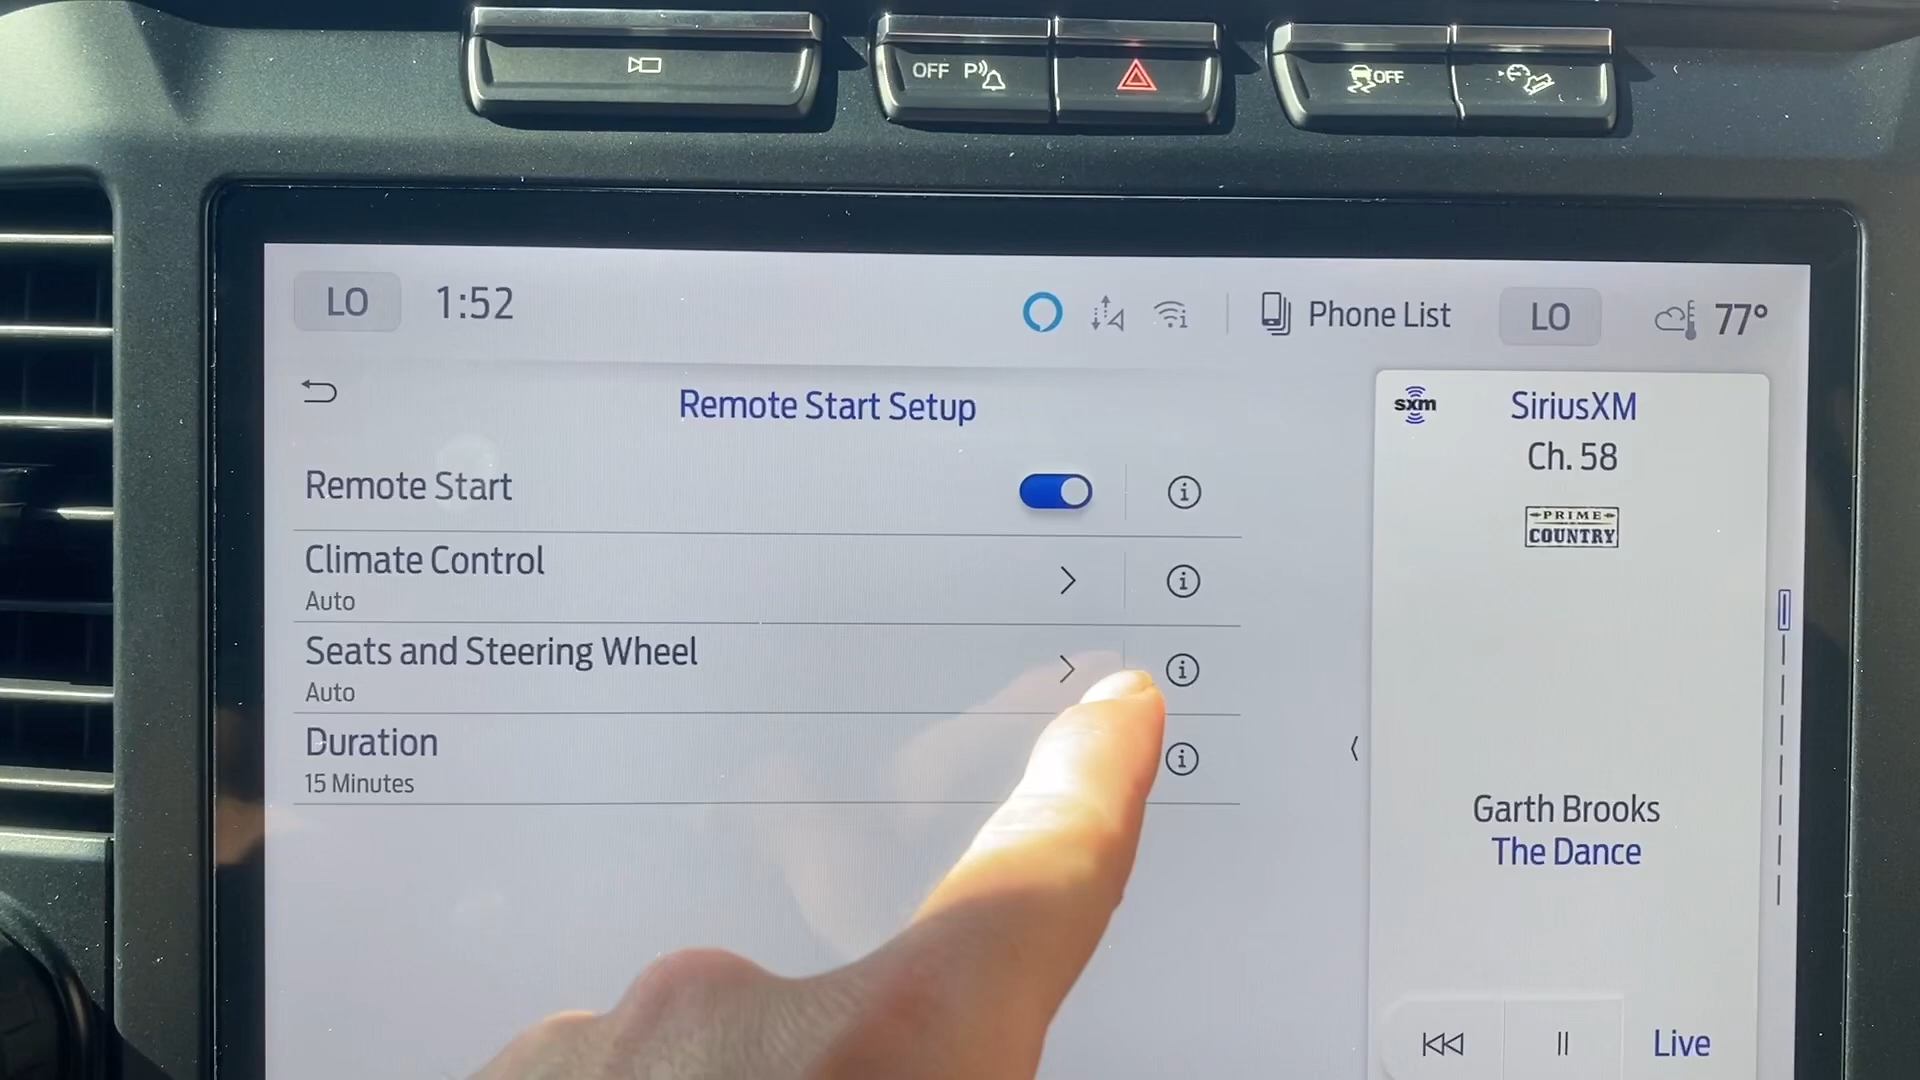 OFF P
OFF
LO 1:52 Phone List LO 77°
Remote Start Setup
Remote Start
Climate Control
Auto
Seats and Steering Wheel
Auto
Duration
15 Minutes
sxm SiriusXM
Ch. 58
PRIME
COUNTRY
Garth Brooks
The Dance
Live